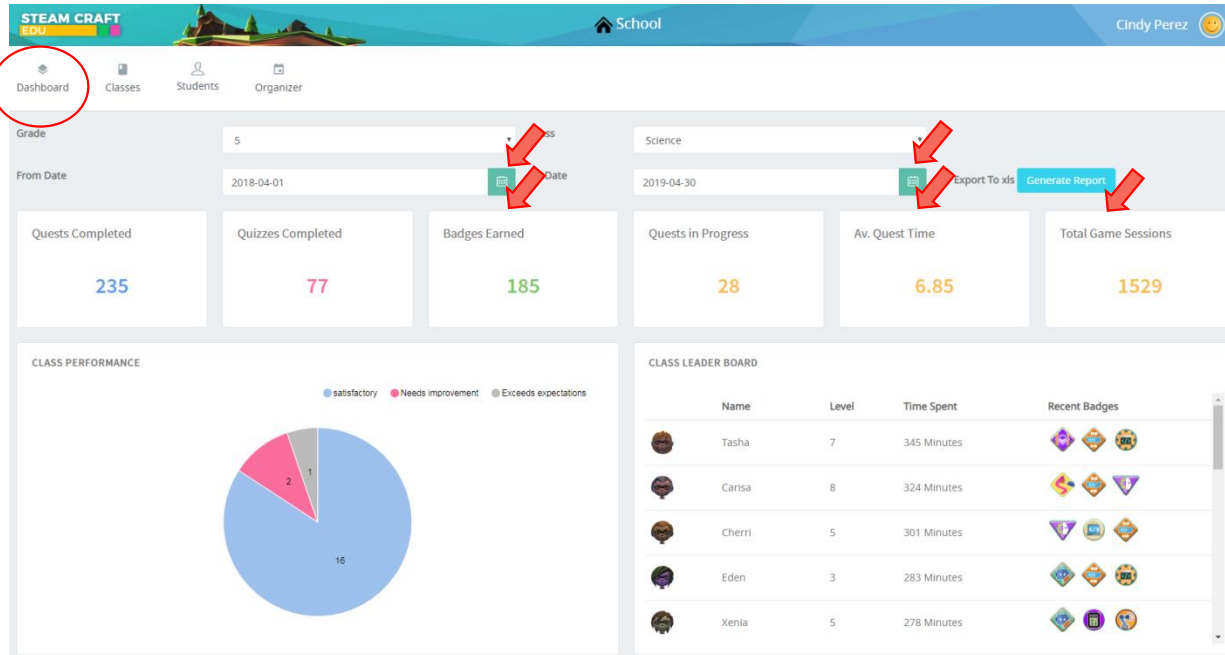 STEAM CRAFT
EDU
School
Cindy Perez
Dashboard
Classes
Students
Organizer
Grade
5
ss
Science
From Date
2018-04-01
Date
2019-04-30
Export To xls
Generate Report
Quests Completed
Quizzes Completed
Badges Earned
Quests in Progress
Av. Quest Time
Total Game Sessions
235
77
185
28
6.85
1529
CLASS PERFORMANCE
satisfactory
Needs improvement
Exceeds expectations
2
1
16
CLASS LEADER BOARD
Name Level Time Spent Recent Badges
Tasha 7 345 Minutes
Carisa 8 324 Minutes
Cherri 5 301 Minutes
Eden 3 283 Minutes
Xenia 5 278 Minutes